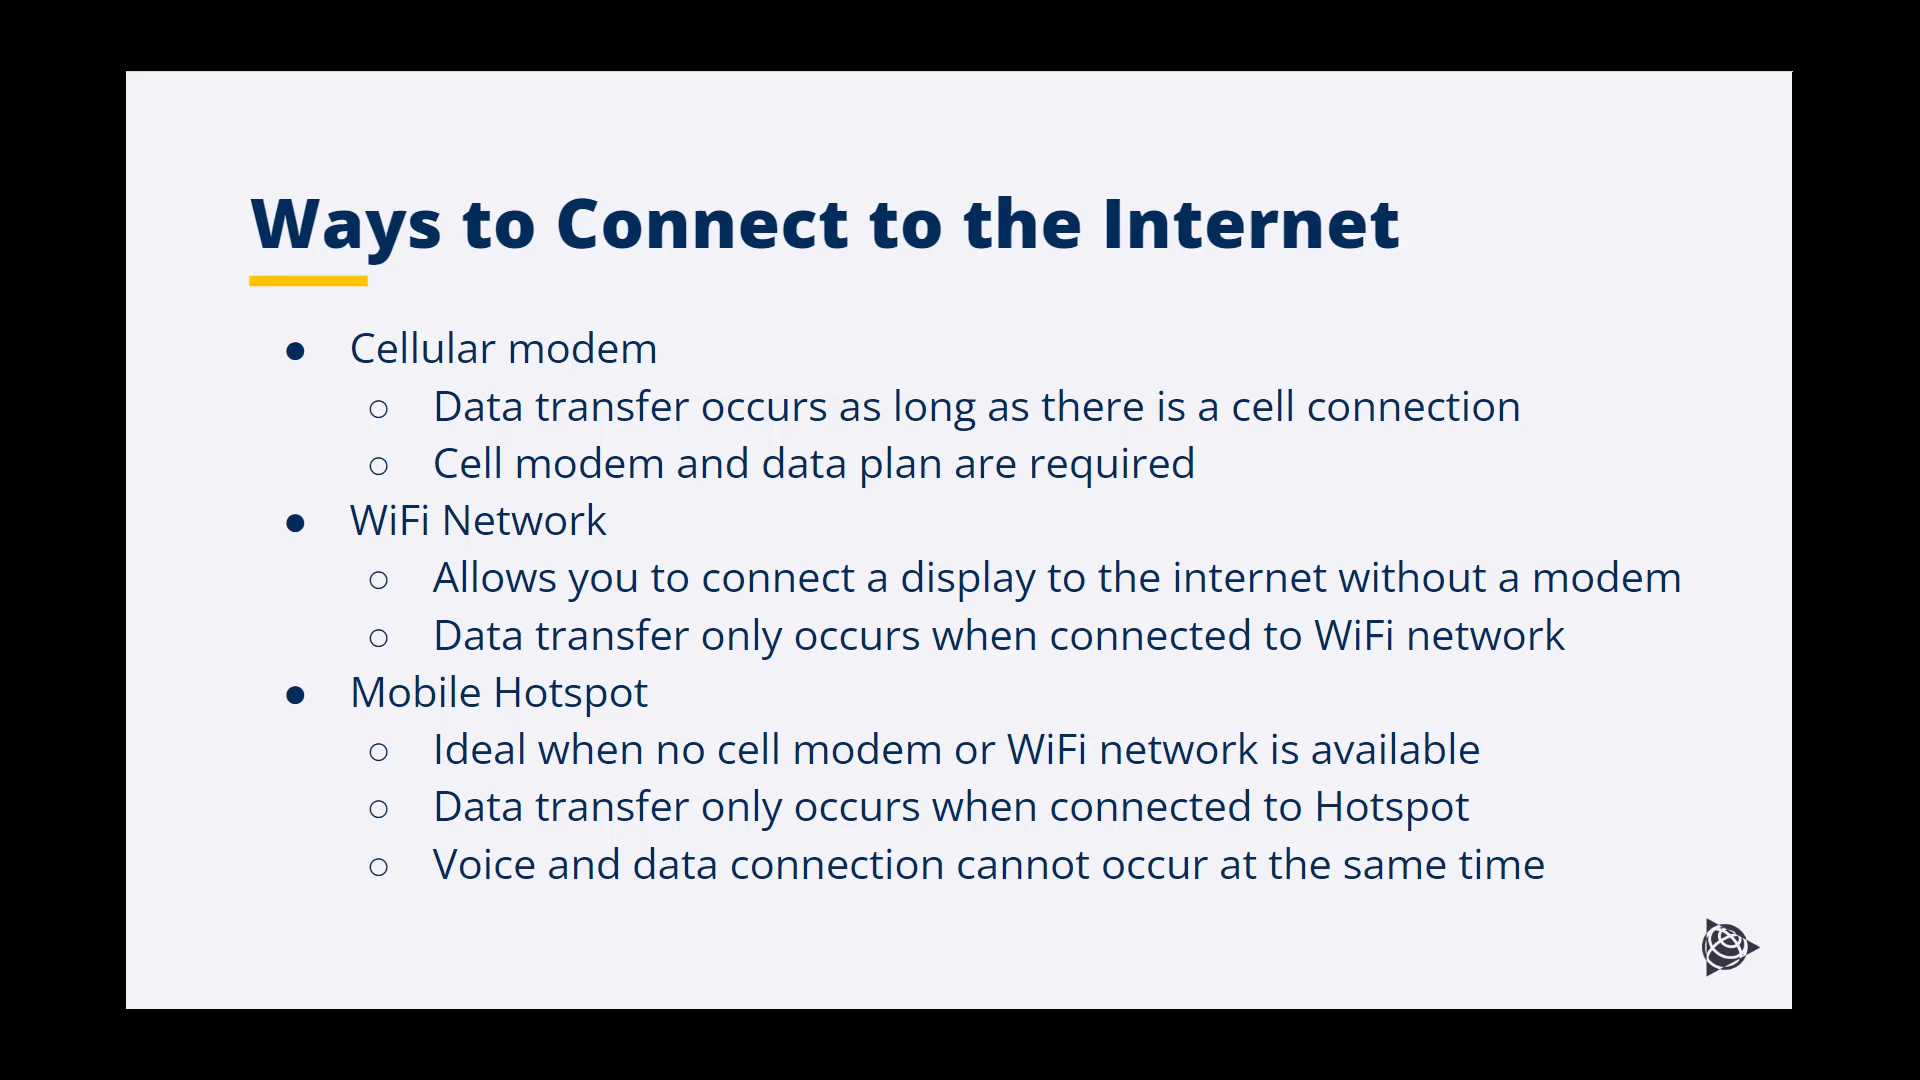 Ways to Connect to the Internet
● Cellular modem
○ Data transfer occurs as long as there is a cell connection
○ Cell modem and data plan are required
● WiFi Network
○ Allows you to connect a display to the internet without a modem
○ Data transfer only occurs when connected to WiFi network
● Mobile Hotspot
○ Ideal when no cell modem or WiFi network is available
○ Data transfer only occurs when connected to Hotspot
○ Voice and data connection cannot occur at the same time